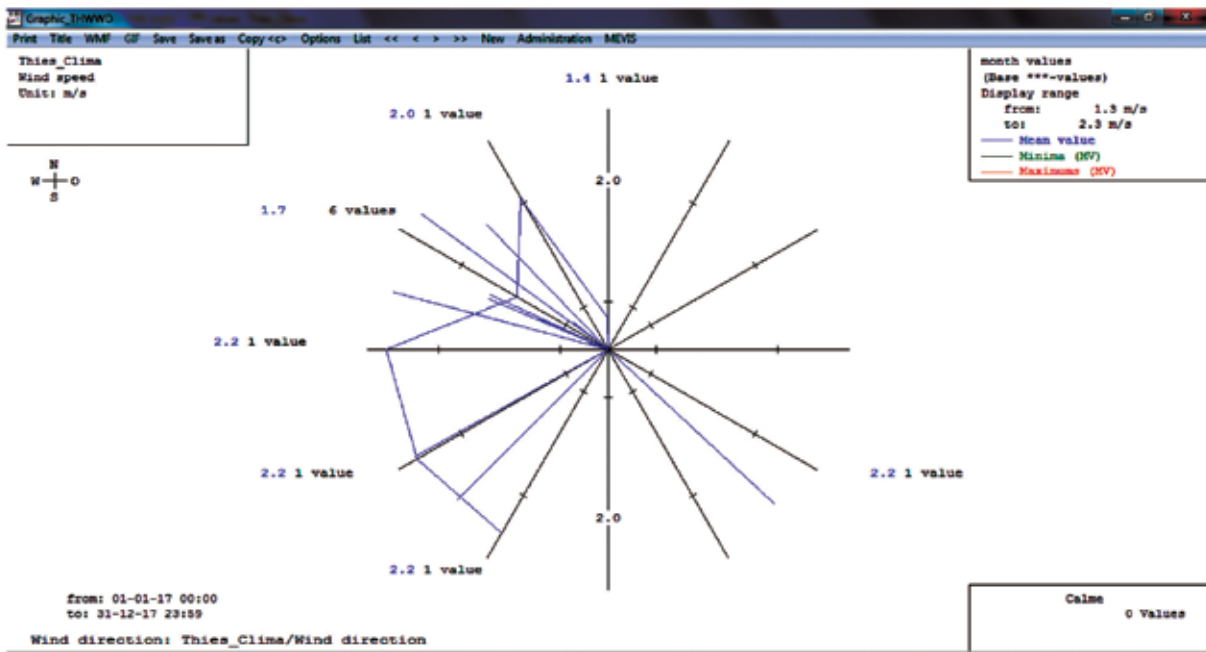 Graphic_THWWD
Print Title WMF GIF Save Save as Copy <c> Options List << < > >> New Administration MEVIS
Thies_Clima
Wind speed
Unit: m/s
N
W O
S
1.4 1 value
2.0 1 value
1.7 6 values
2.2 1 value
2.2 1 value
2.2 1 value
2.2 1 value
2.0
2.0
month values
(Base ***-values)
Display range
from: 1.3 m/s
to: 2.3 m/s
Mean value
Minima (MV)
Maximums (MV)
from: 01-01-17 00:00
to: 31-12-17 23:59
Wind direction: Thies_Clima/Wind direction
Calme
0 Values